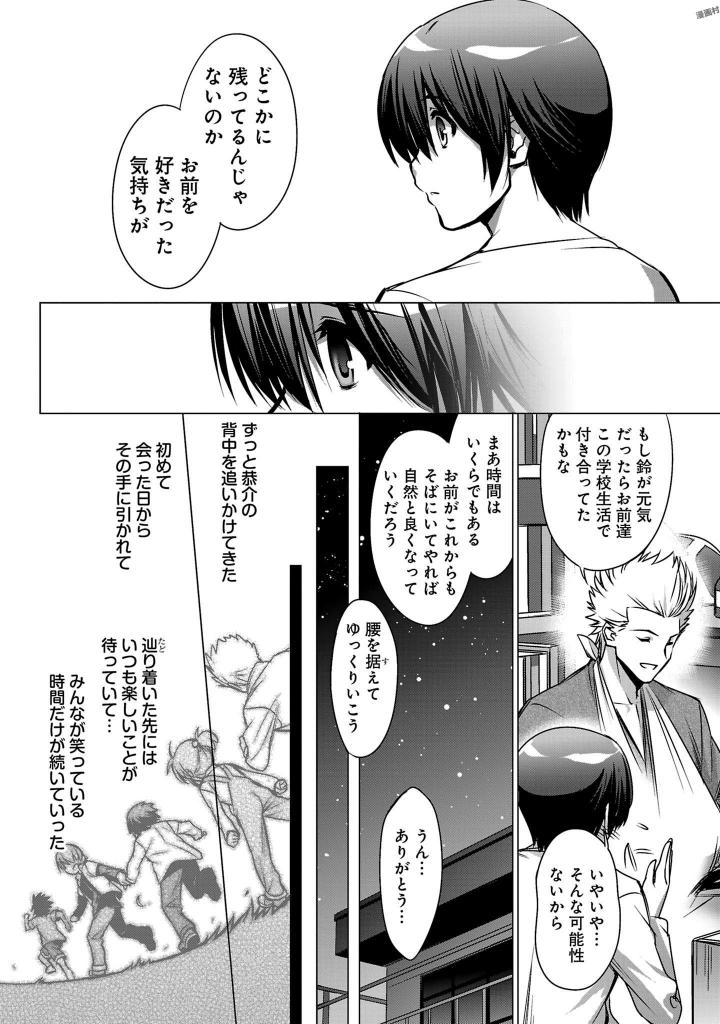 漫画村
どこかに
残ってるんじゃ
ないのか
お前を
好きだった
気持ちが
もし鈴が元気
だったらお前達
この学校生活で
付き合ってた
かもな
いやいや…
そんな可能性
ないから
まあ時間は
いくらでもある
お前がこれからも
そばにいてやれば
自然と良くなって
いくだろう
腰を据えて
す
ゆっくりいこう
うん…
ありがとう…
ずっと恭介の
背中を追いかけてきた
初めて
会った日から
その手に引かれて
辿り着いた先には
たど
いつも楽しいことが
待っていて…
みんなが笑っている
時間だけが続いていった